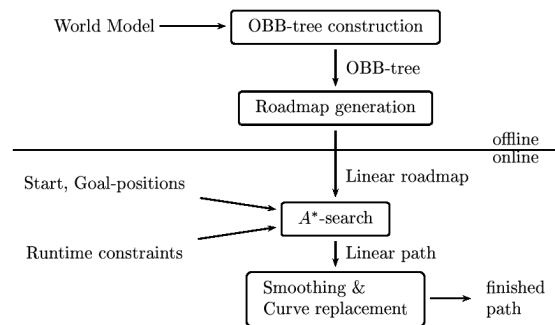 World Model
OBB-tree construction
OBB-tree
Roadmap generation
offline
online
Linear roadmap
Start, Goal-positions
A*-search
Runtime constraints
Linear path
Smoothing &
Curve replacement
finished
path